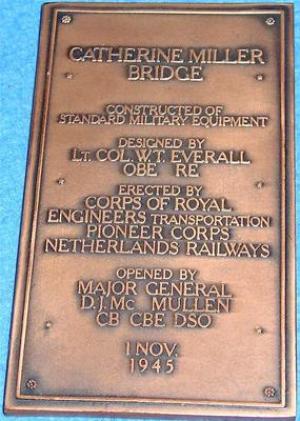 CATHERINE MILLER
BRIDGE
CONSTRUCTED OF
STANDARD MILITARY EQUIPMENT
DESIGNED BY
LT. COL. W.T. EVERALL
OBE RE
ERECTED BY
CORPS OF ROYAL
ENGINEERS TRANSPORTATION
PIONEER CORPS
NETHERLANDS RAILWAYS
OPENED BY
MAJOR GENERAL
D.J. Mc MULLEN
CB CBE DSO
1 NOV.
1945